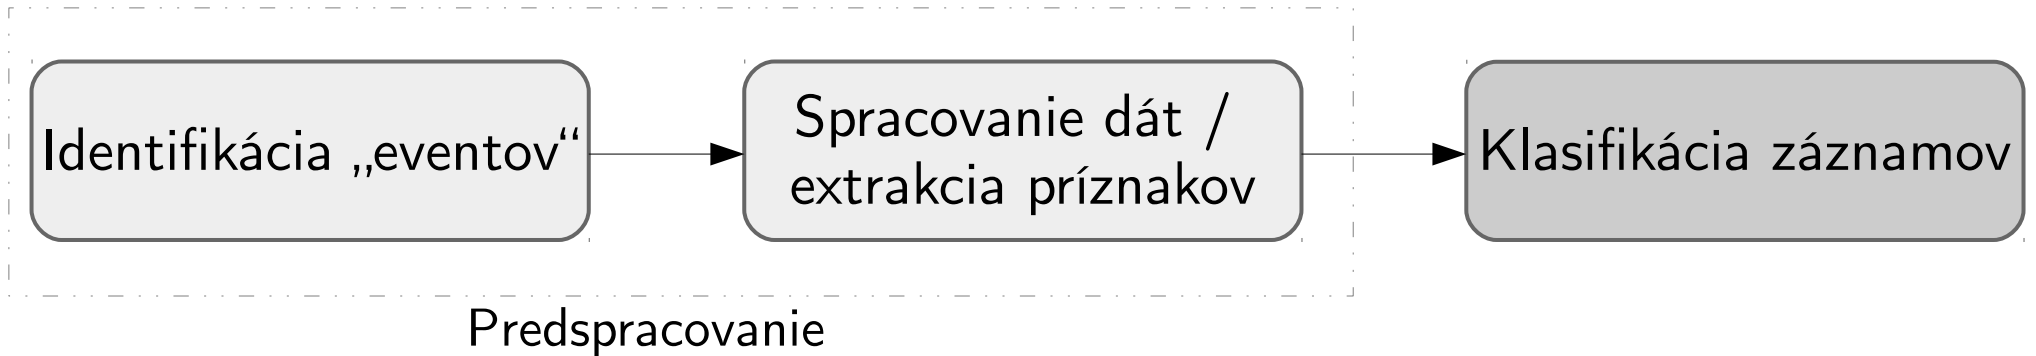 Identifikácia „eventov“
Spracovanie dát /
extrakcia príznakov
Klasifikácia záznamov
Predspracovanie